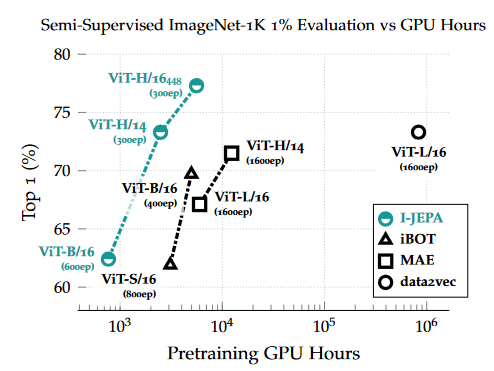 Semi-Supervised ImageNet-1K 1% Evaluation vs GPU Hours
80
75
70
65
60
Top 1 (%)
ViT-H/16448
(300ep)
ViT-H/14
(300ep)
ViT-B/16
(600ep)
ViT-B/16
(400ep)
ViT-S/16
(800ep)
ViT-H/14
(1600ep)
ViT-L/16
(1600ep)
ViT-L/16
(1600ep)
I-JEPA
iBOT
MAE
data2vec
10³
10⁴
10⁵
10⁶
Pretraining GPU Hours